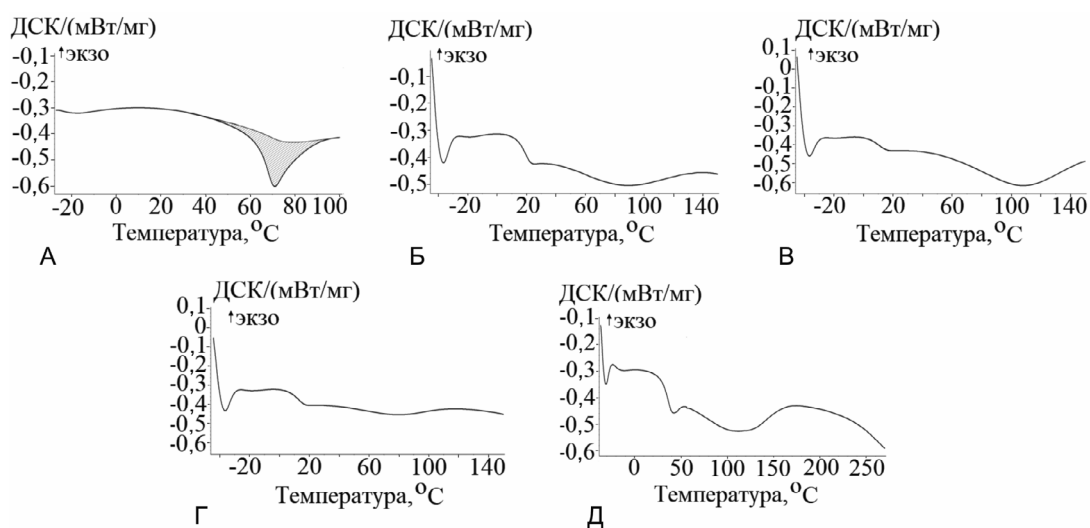 ДСК/(мВт/мг)
↑экзо
-0,1
-0,2
-0,3
-0,4
-0,5
-0,6
-20 0 20 40 60 80 100
Температура, °C
А
ДСК/(мВт/мг)
↑экзо
-0,1
-0,2
-0,3
-0,4
-0,5
-20 20 60 100 140
Температура, °C
Б
ДСК/(мВт/мг)
↑экзо
0,1
0
-0,1
-0,2
-0,3
-0,4
-0,5
-0,6
-20 20 60 100 140
Температура, °C
В
ДСК/(мВт/мг)
↑экзо
0,1
0
-0,1
-0,2
-0,3
-0,4
-0,5
-0,6
-20 20 60 100 140
Температура, °C
Г
ДСК/(мВт/мг)
↑экзо
-0,1
-0,2
-0,3
-0,4
-0,5
-0,6
0 50 100 150 200 250
Температура, °C
Д